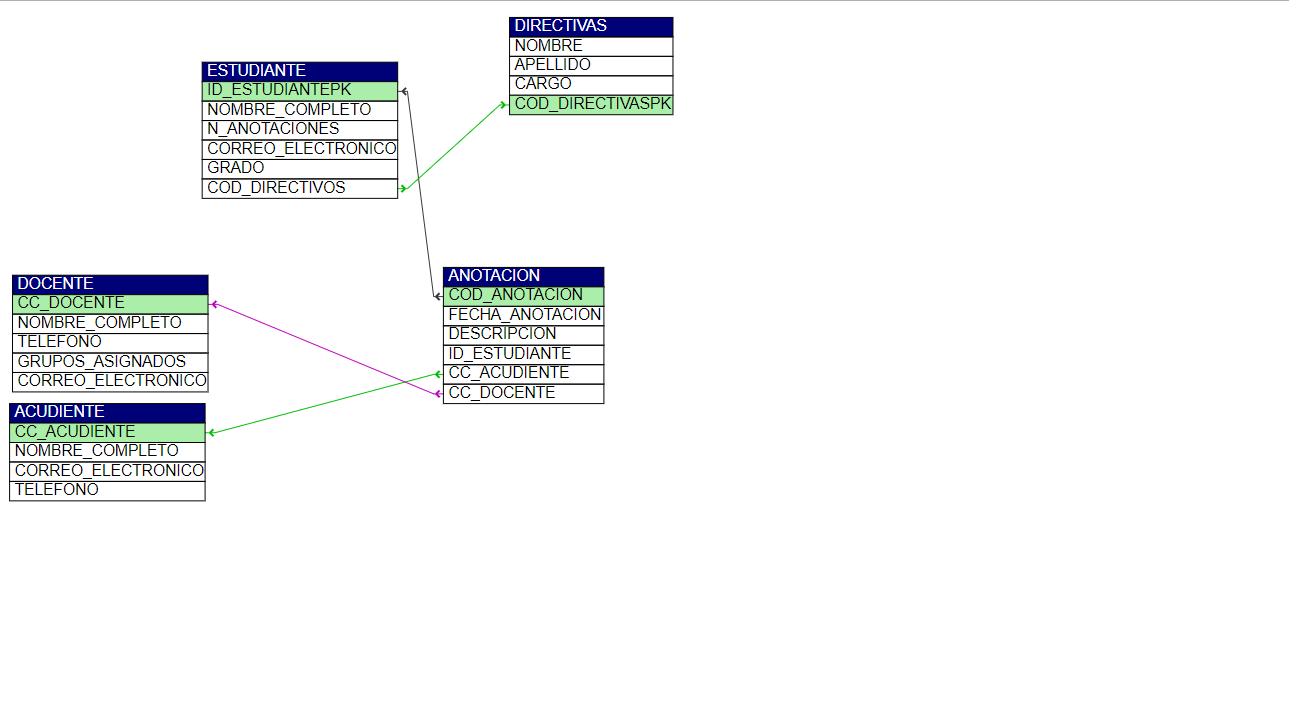 DIRECTIVAS
NOMBRE
APELLIDO
CARGO
COD_DIRECTIVASPK
ESTUDIANTE
ID_ESTUDIANTEPK
NOMBRE_COMPLETO
N_ANOTACIONES
CORREO_ELECTRONICO
GRADO
COD_DIRECTIVOS
DOCENTE
CC_DOCENTE
NOMBRE_COMPLETO
TELEFONO
GRUPOS_ASIGNADOS
CORREO_ELECTRONICO
ANOTACION
COD_ANOTACION
FECHA_ANOTACION
DESCRIPCION
ID_ESTUDIANTE
CC_ACUDIENTE
CC_DOCENTE
ACUDIENTE
CC_ACUDIENTE
NOMBRE_COMPLETO
CORREO_ELECTRONICO
TELEFONO